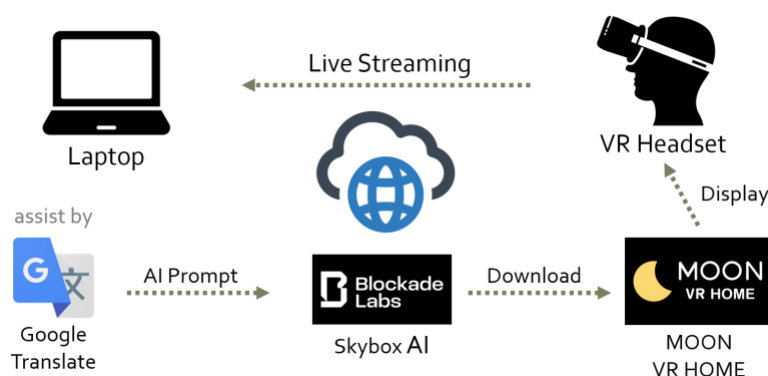 Live Streaming
Laptop
VR Headset
Display
assist by
G 文
AI Prompt
Blockade
Labs
Download
MOON
VR HOME
Google
Translate
Skybox AI
MOON
VR HOME